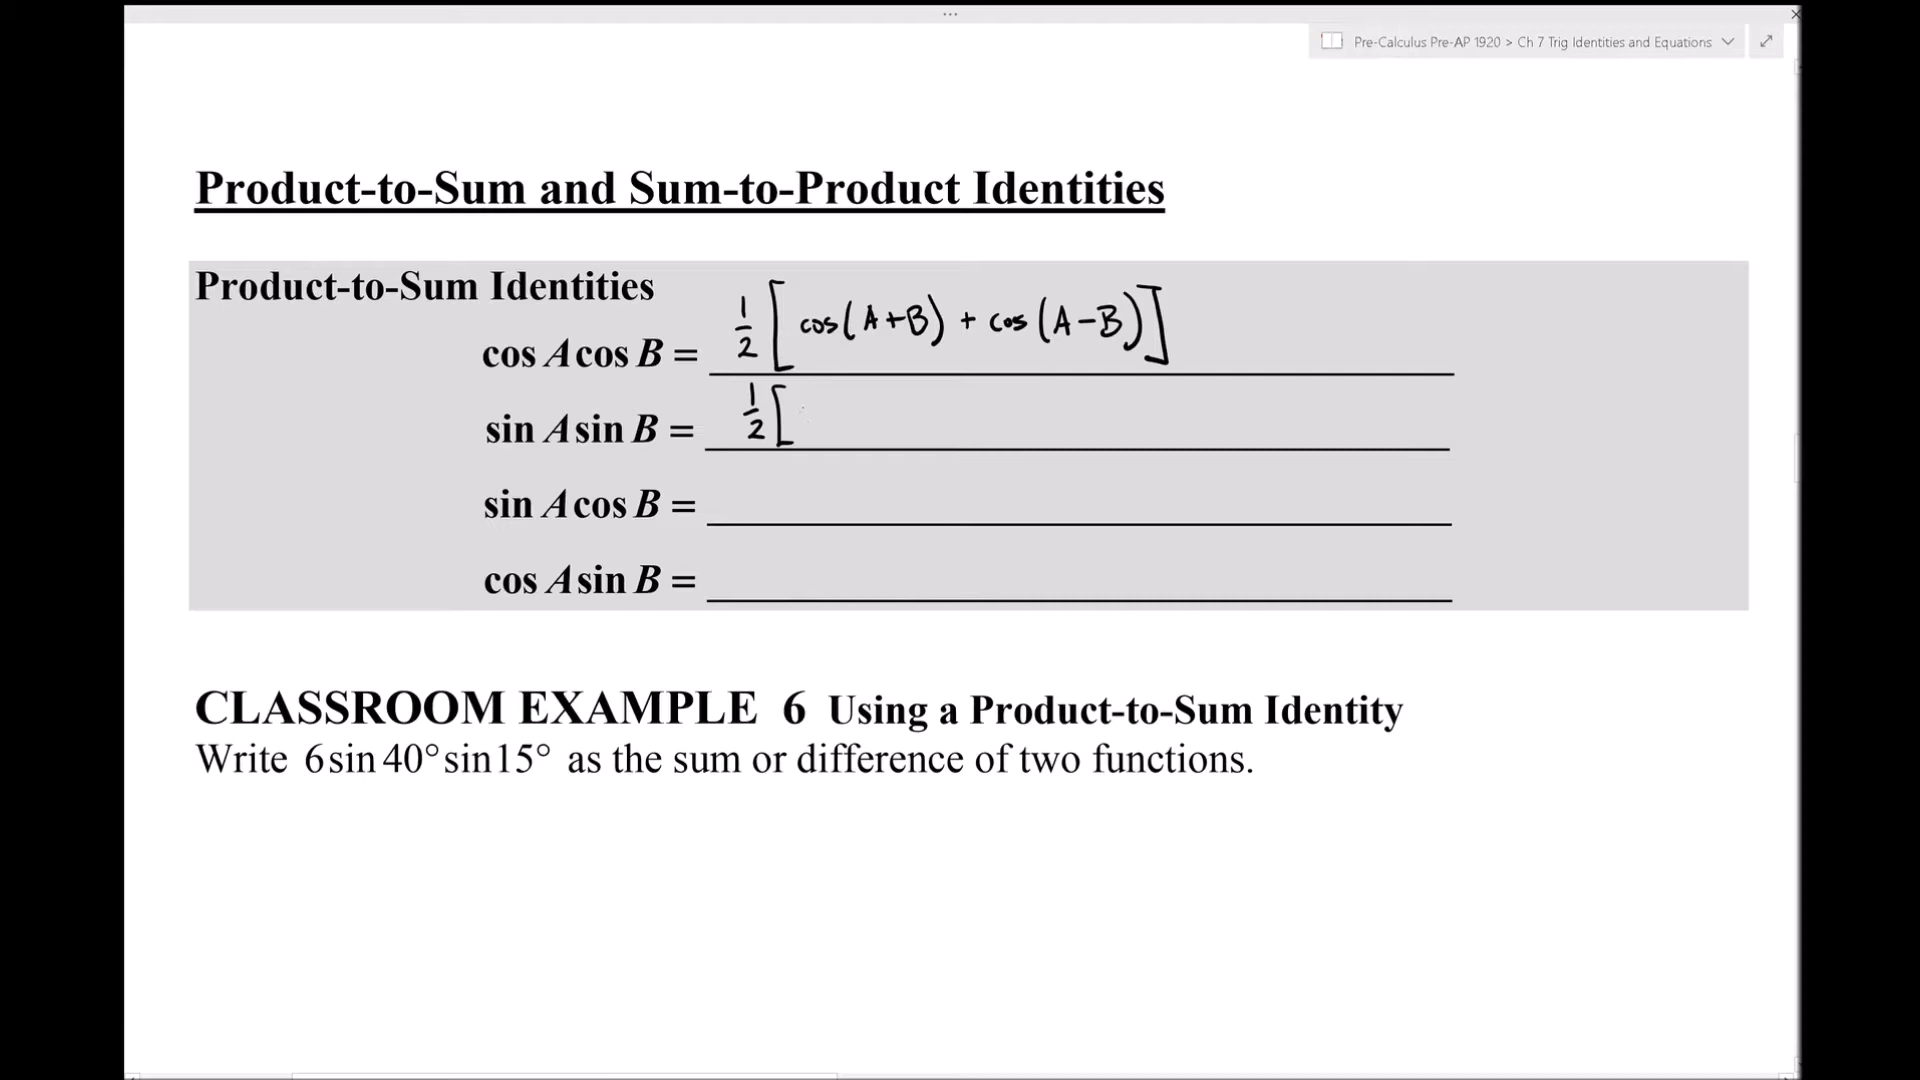 Pre-Calculus Pre-AP 1920 > Ch 7 Trig Identities and Equations
Product-to-Sum and Sum-to-Product Identities
Product-to-Sum Identities
cos A cos B = 1/2 [cos(A+B) + cos(A−B)]
sin A sin B = 1/2 [
sin A cos B =
cos A sin B =
CLASSROOM EXAMPLE 6 Using a Product-to-Sum Identity
Write 6 sin 40° sin 15° as the sum or difference of two functions.